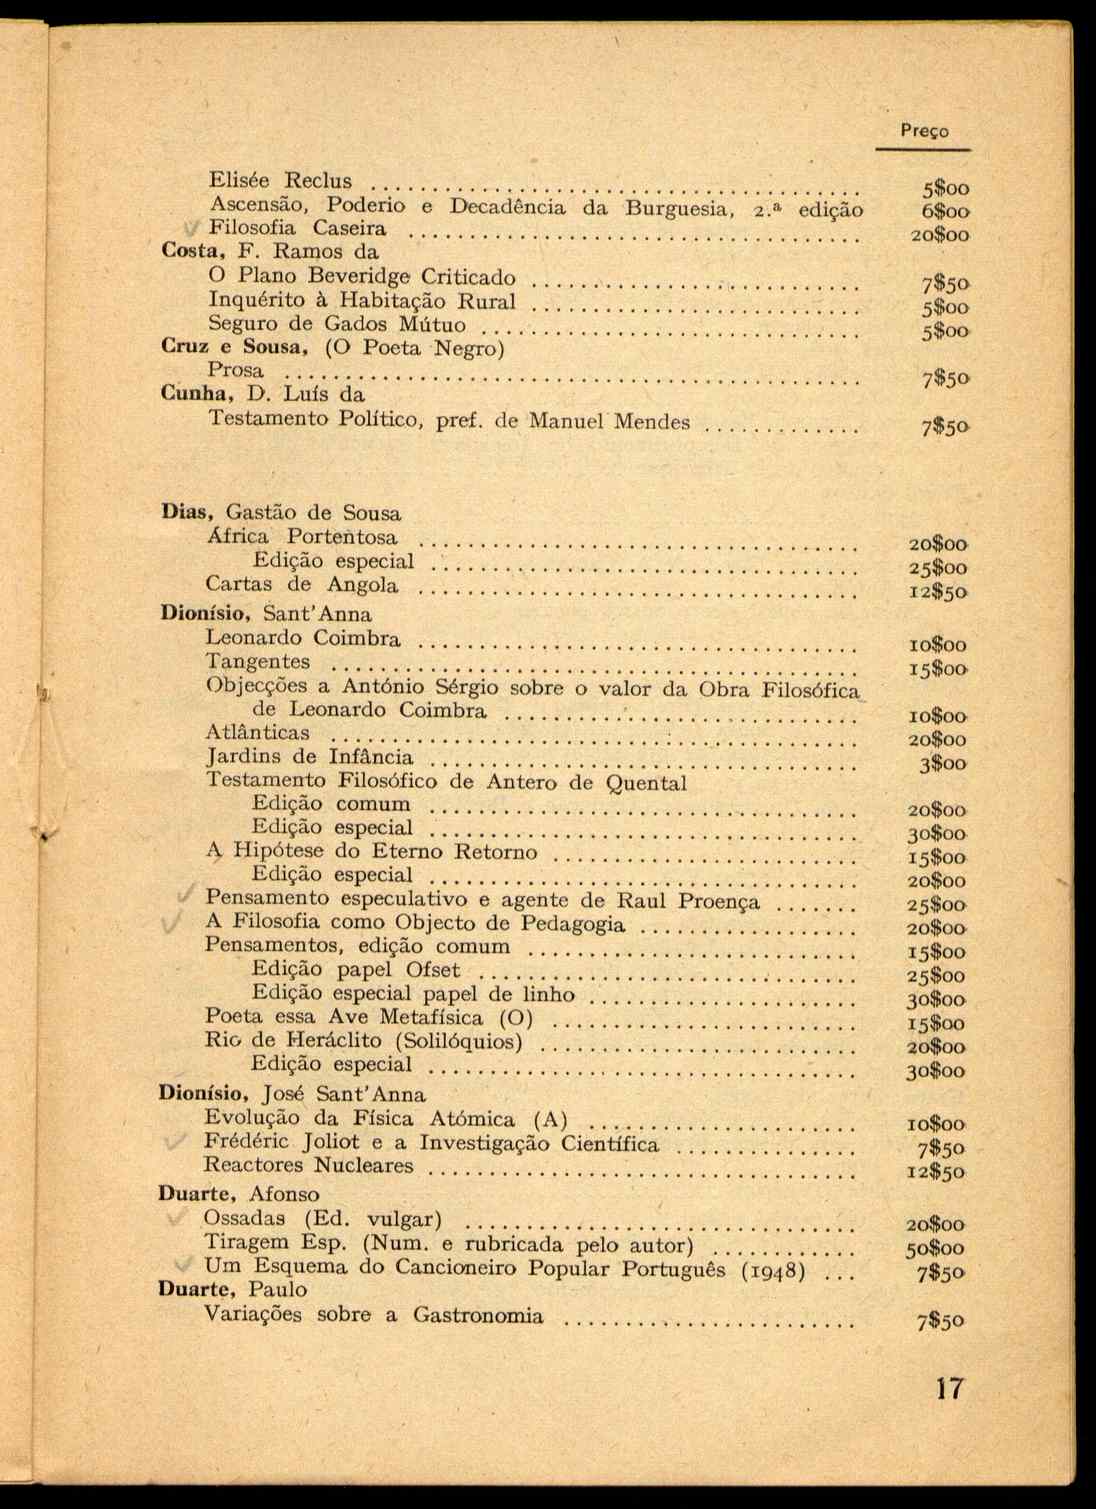 Preço
Elisée Reclus ........................................ 5$00
Ascensão, Poderio e Decadência da Burguesia, 2.ª edição 6$00
Filosofia Caseira ..................................... 20$00
Costa, F. Ramos da
O Plano Beveridge Criticado ........................... 7$50
Inquérito à Habitação Rural ........................... 5$00
Seguro de Gados Mútuo ............................... 5$00
Cruz e Sousa, (O Poeta Negro)
Prosa ............................................... 7$50
Cunha, D. Luís da
Testamento Político, pref. de Manuel Mendes ............. 7$50
Dias, Gastão de Sousa
África Portentosa .................................... 20$00
Edição especial ................................... 25$00
Cartas de Angola .................................... 12$50
Dionísio, Sant'Anna
Leonardo Coimbra .................................... 10$00
Tangentes ........................................... 15$00
Objecções a António Sérgio sobre o valor da Obra Filosófica
de Leonardo Coimbra ............................. 10$00
Atlânticas ........................................... 20$00
Jardins de Infância ................................... 3$00
Testamento Filosófico de Antero de Quental
Edição comum ................................... 20$00
Edição especial ................................... 30$00
A Hipótese do Eterno Retorno ......................... 15$00
Edição especial ................................... 20$00
Pensamento especulativo e agente de Raul Proença ....... 25$00
A Filosofia como Objecto de Pedagogia .................. 20$00
Pensamentos, edição comum ........................... 15$00
Edição papel Ofset ............................... 25$00
Edição especial papel de linho ...................... 30$00
Poeta essa Ave Metafísica (O) ......................... 15$00
Rio de Heráclito (Solilóquios) .......................... 20$00
Edição especial ................................... 30$00
Dionísio, José Sant'Anna
Evolução da Física Atómica (A) ...................... 10$00
Frédéric Joliot e a Investigação Científica ............... 7$50
Reactores Nucleares ................................... 12$50
Duarte, Afonso
Ossadas (Ed. vulgar) ................................ 20$00
Tiragem Esp. (Num. e rubricada pelo autor) ............ 50$00
Um Esquema do Cancioneiro Popular Português (1948) ... 7$50
Duarte, Paulo
Variações sobre a Gastronomia ........................ 7$50
17